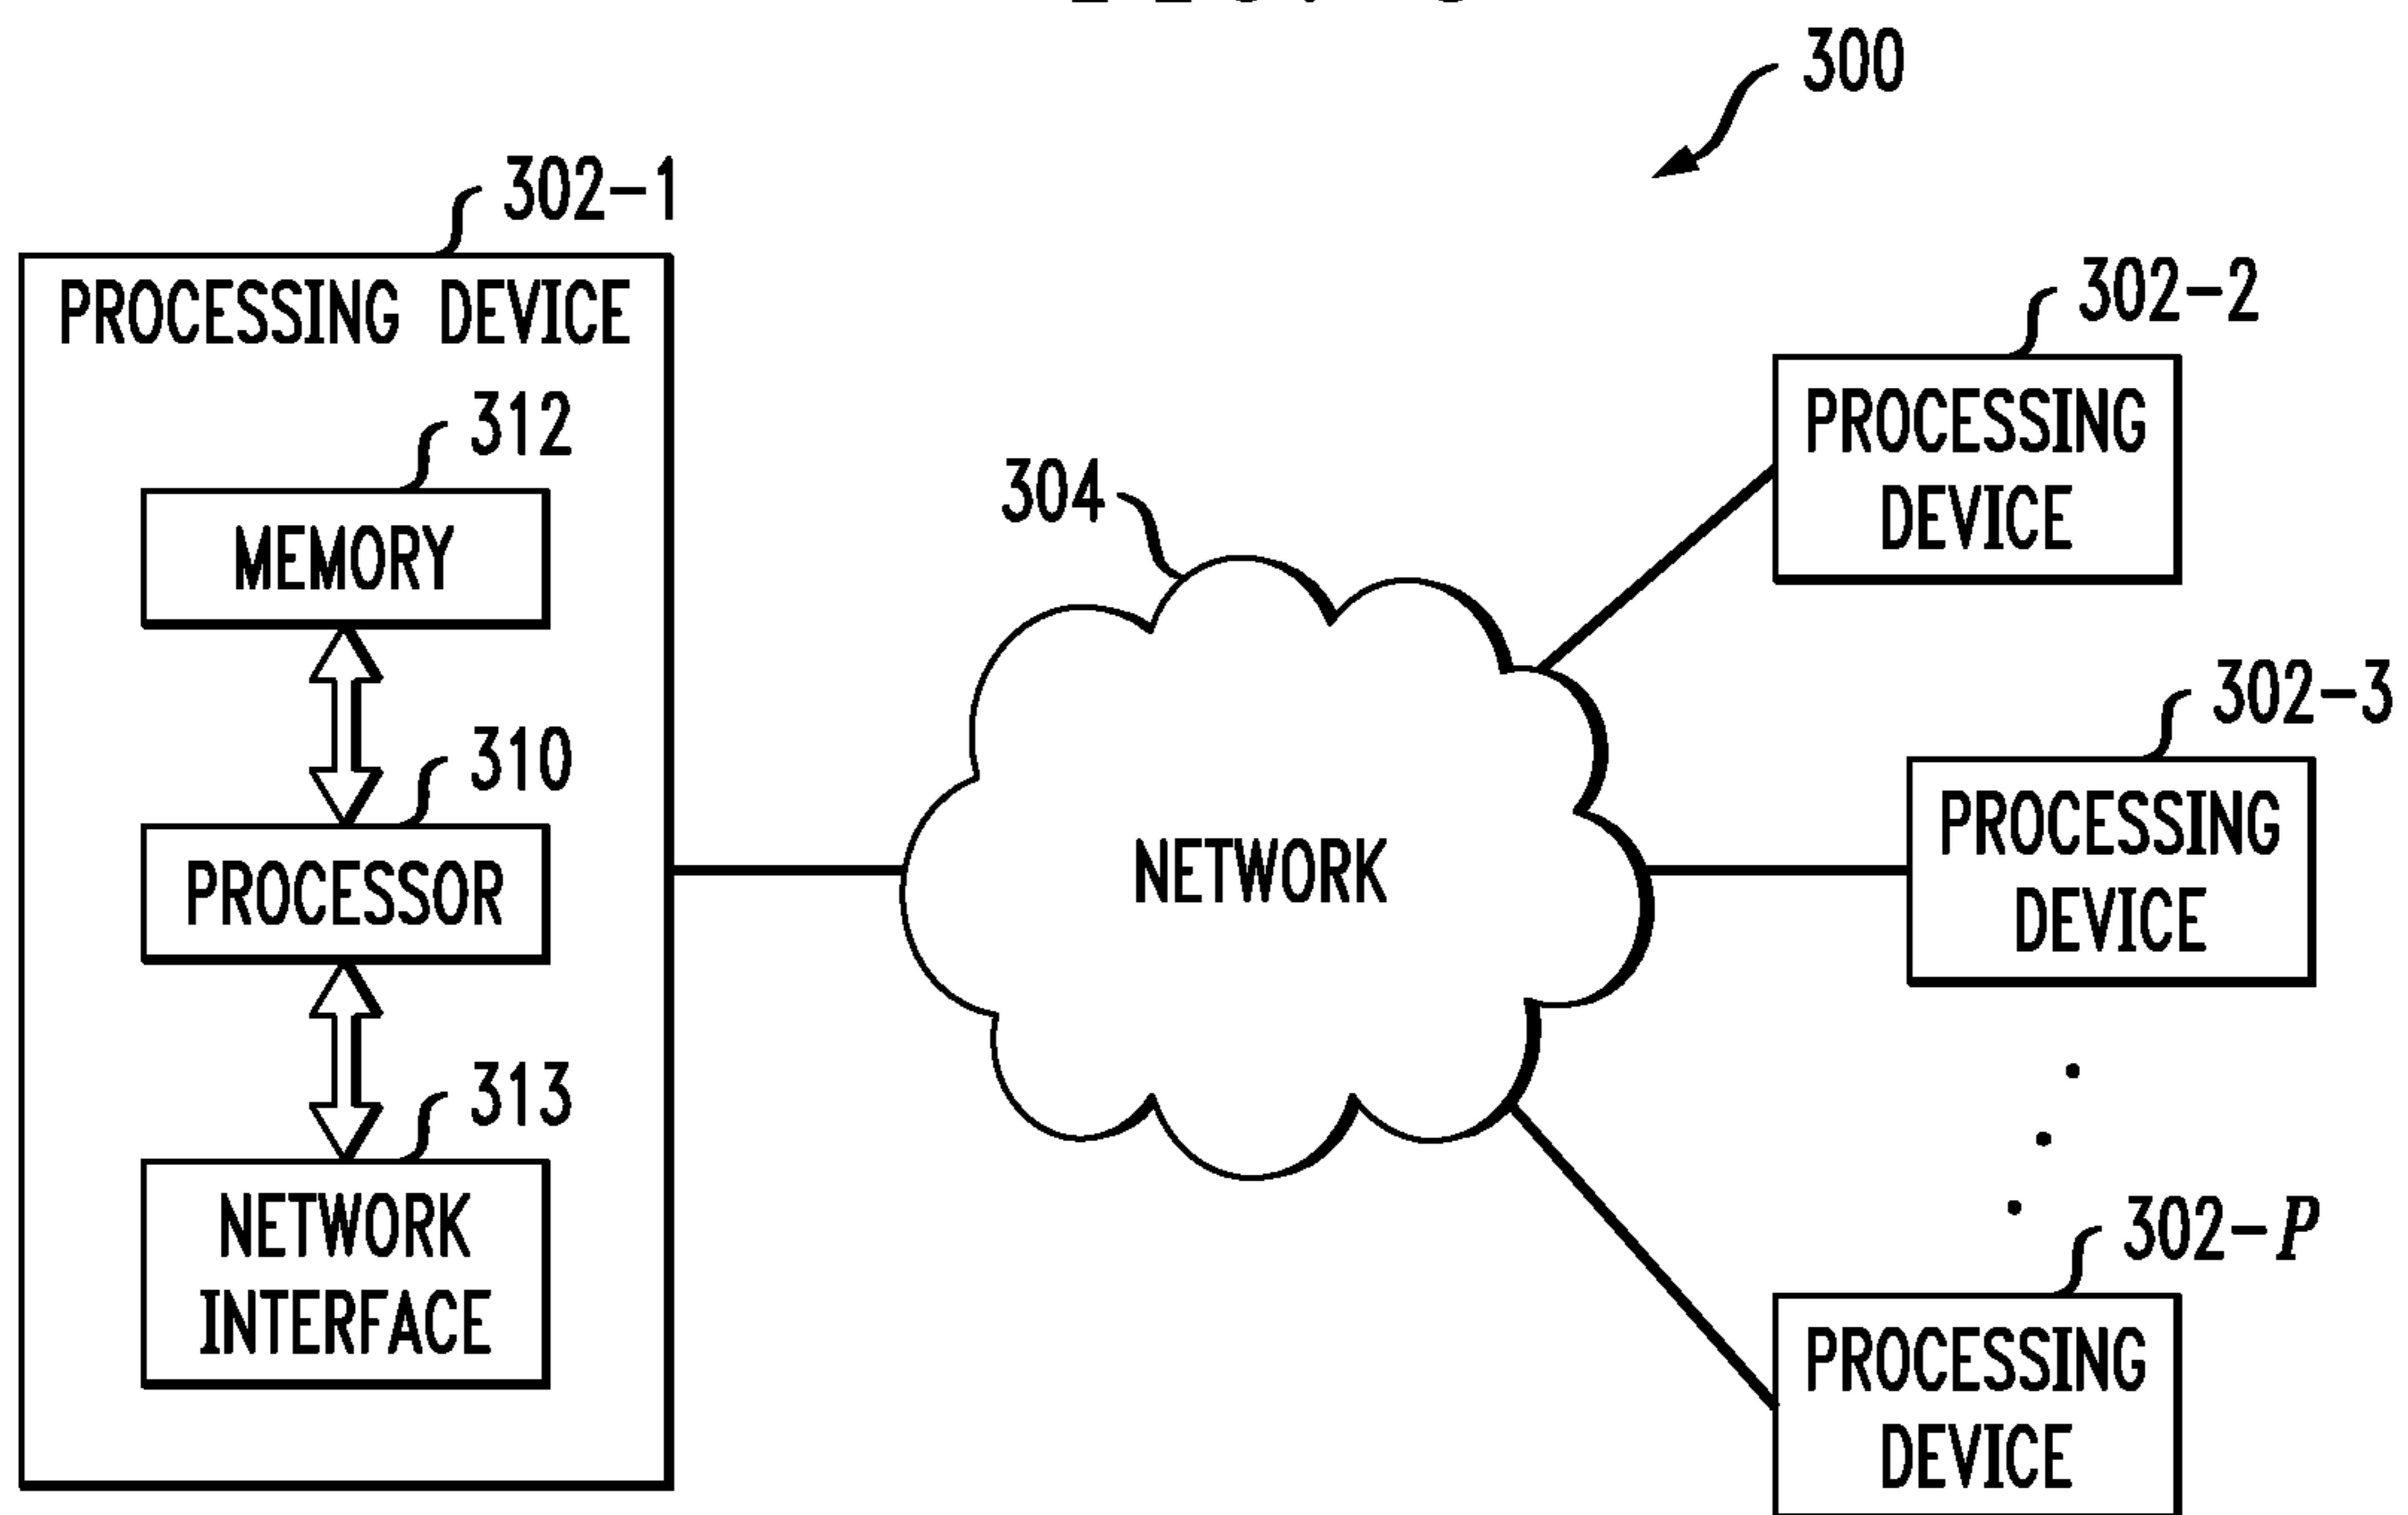 300
302-1
PROCESSING DEVICE
312
MEMORY
310
PROCESSOR
313
NETWORK
INTERFACE
304
NETWORK
302-2
PROCESSING
DEVICE
302-3
PROCESSING
DEVICE
302-P
PROCESSING
DEVICE